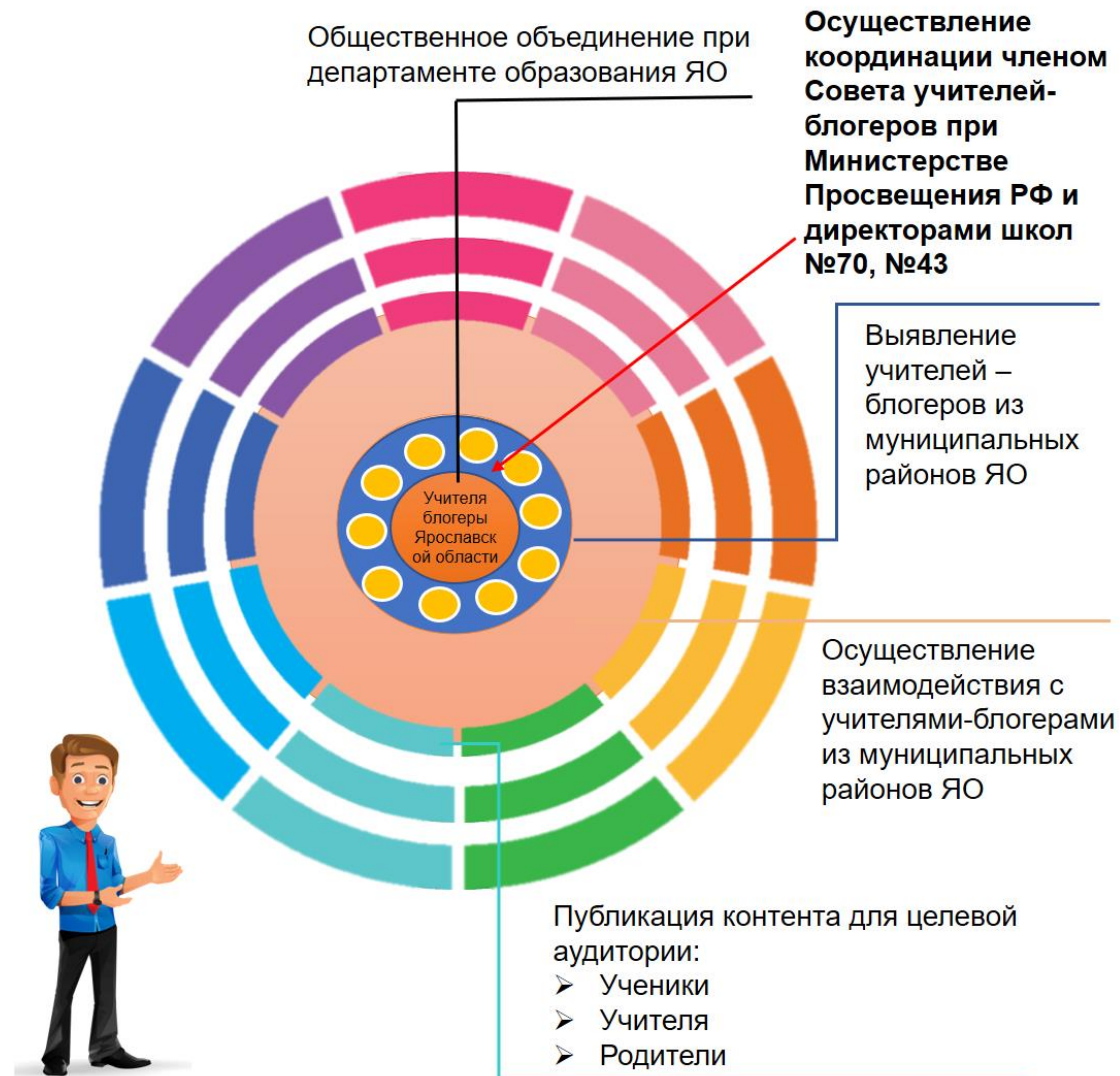 Общественное объединение при
департаменте образования ЯО
Осуществление
координации членом
Совета учителей-
блогеров при
Министерстве
Просвещения РФ и
директорами школ
№70, №43
Выявление
учителей –
блогеров из
муниципальных
районов ЯО
Учителя
блогеры
Ярославск
ой области
Осуществление
взаимодействия с
учителями-блогерами
из муниципальных
районов ЯО
Публикация контента для целевой
аудитории:
➢ Ученики
➢ Учителя
➢ Родители